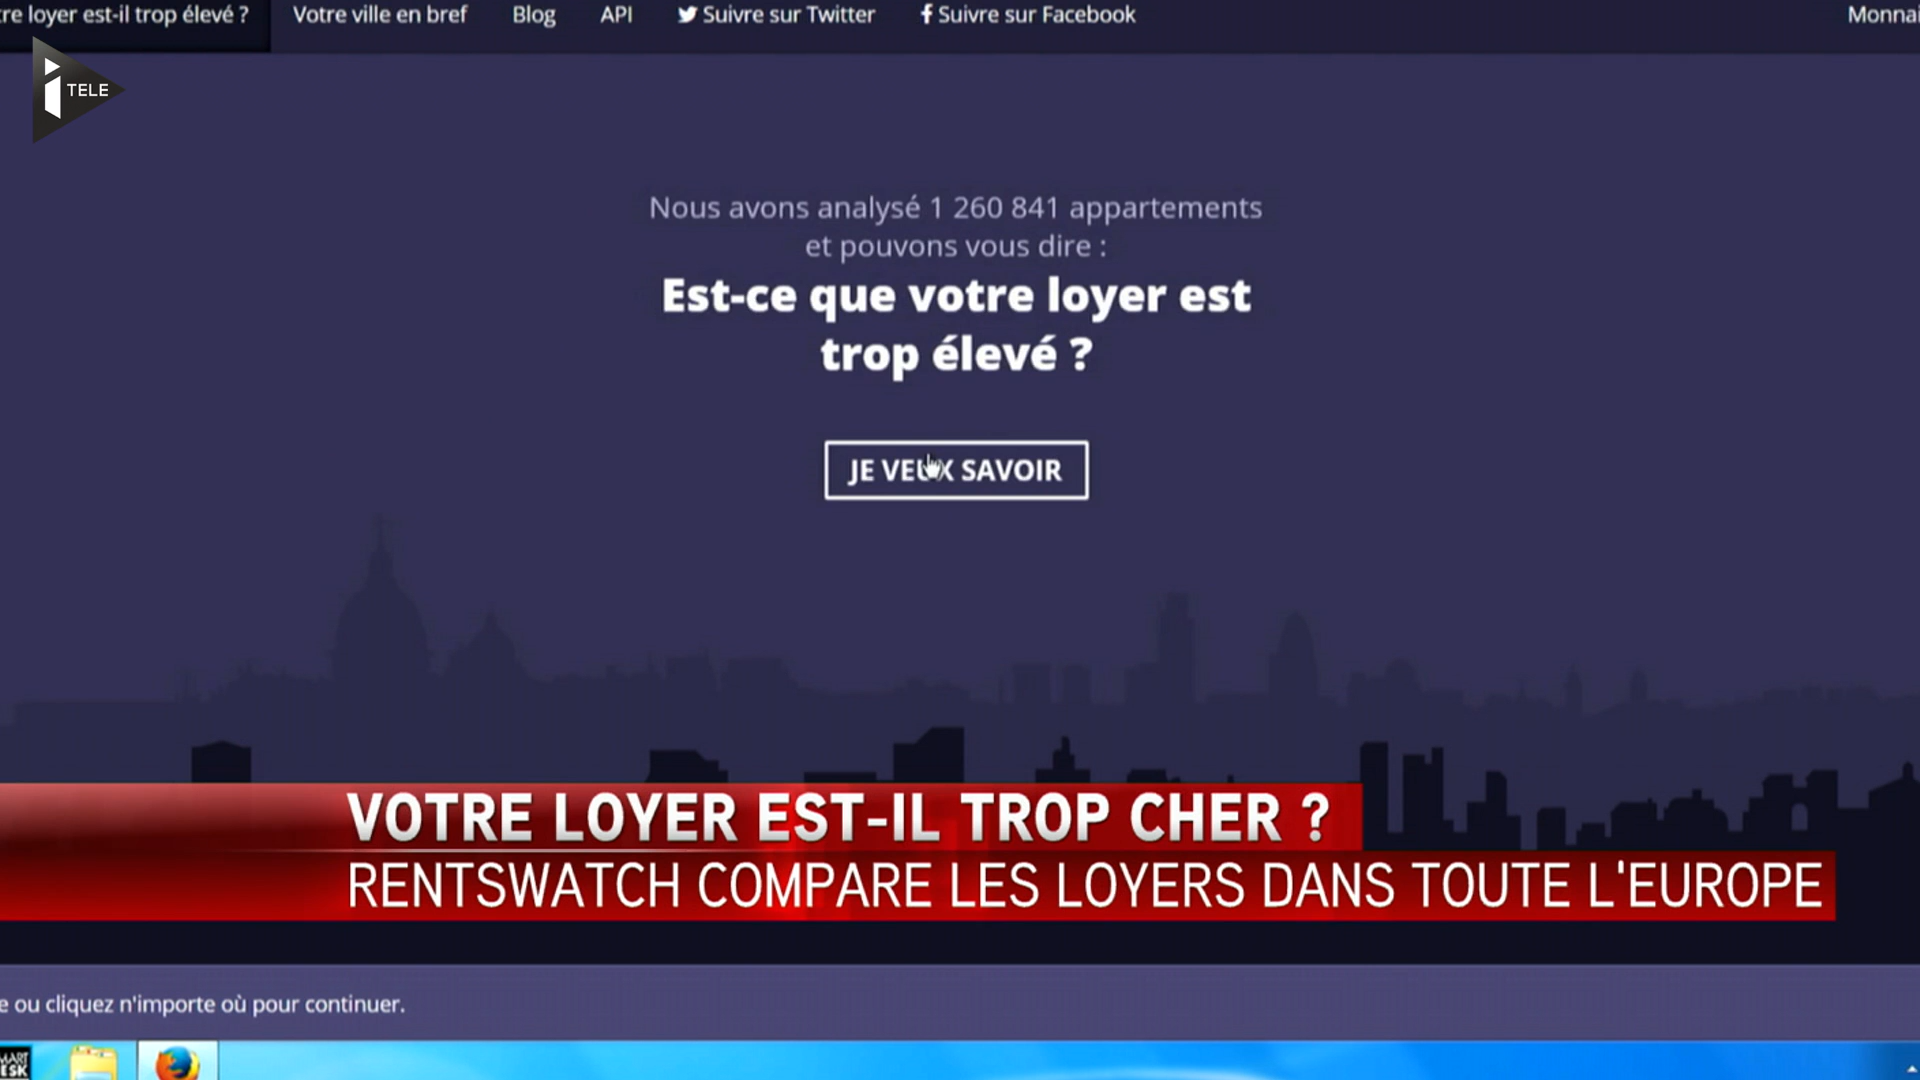 re loyer est-il trop élevé ?
Votre ville en bref
Blog
API
Suivre sur Twitter
Suivre sur Facebook
Monnai
i TELE
Nous avons analysé 1 260 841 appartements
et pouvons vous dire :
Est-ce que votre loyer est
trop élevé ?
JE VEUX SAVOIR
VOTRE LOYER EST-IL TROP CHER ?
RENTSWATCH COMPARE LES LOYERS DANS TOUTE L'EUROPE
e ou cliquez n'importe où pour continuer.
MART
ESK